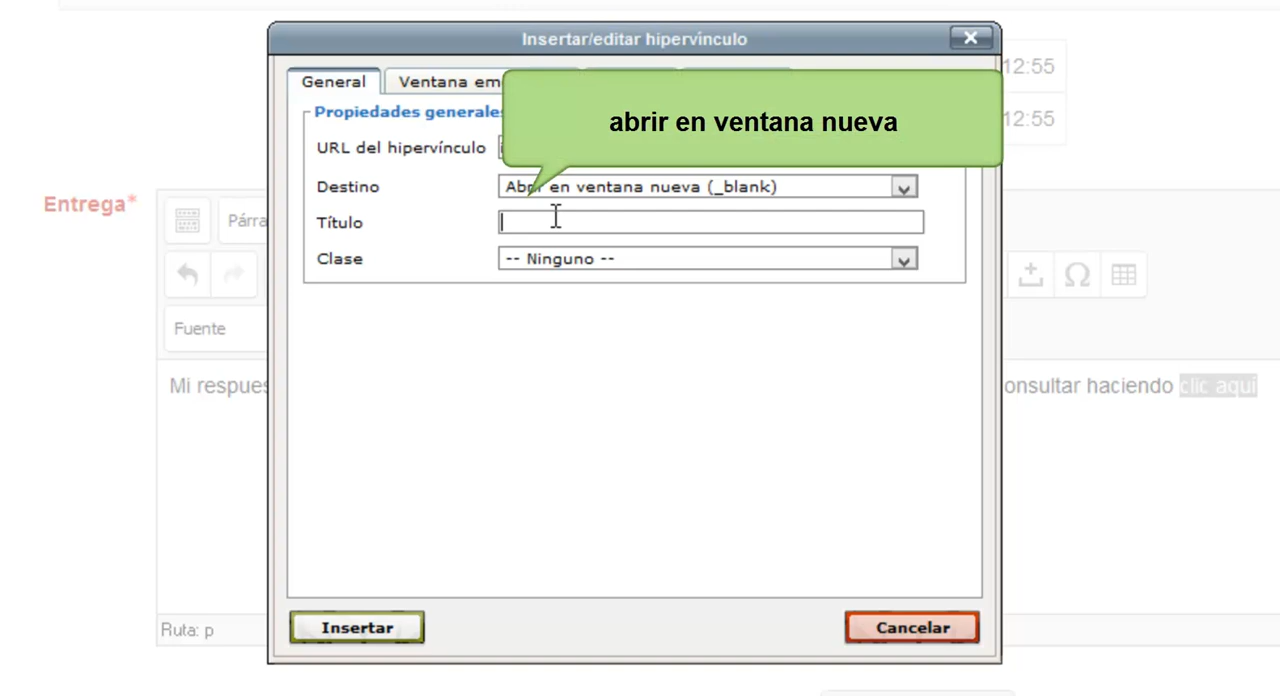 Insertar/editar hipervínculo
General
Ventana em
abrir en ventana nueva
Propiedades generales
URL del hipervínculo
Destino
Abrir en ventana nueva (_blank)
Título
Clase
-- Ninguno --
Insertar
Cancelar
12:55
12:55
Entrega*
Párra
Fuente
Mi respues
onsultar haciendo clic aquí
Ruta: p